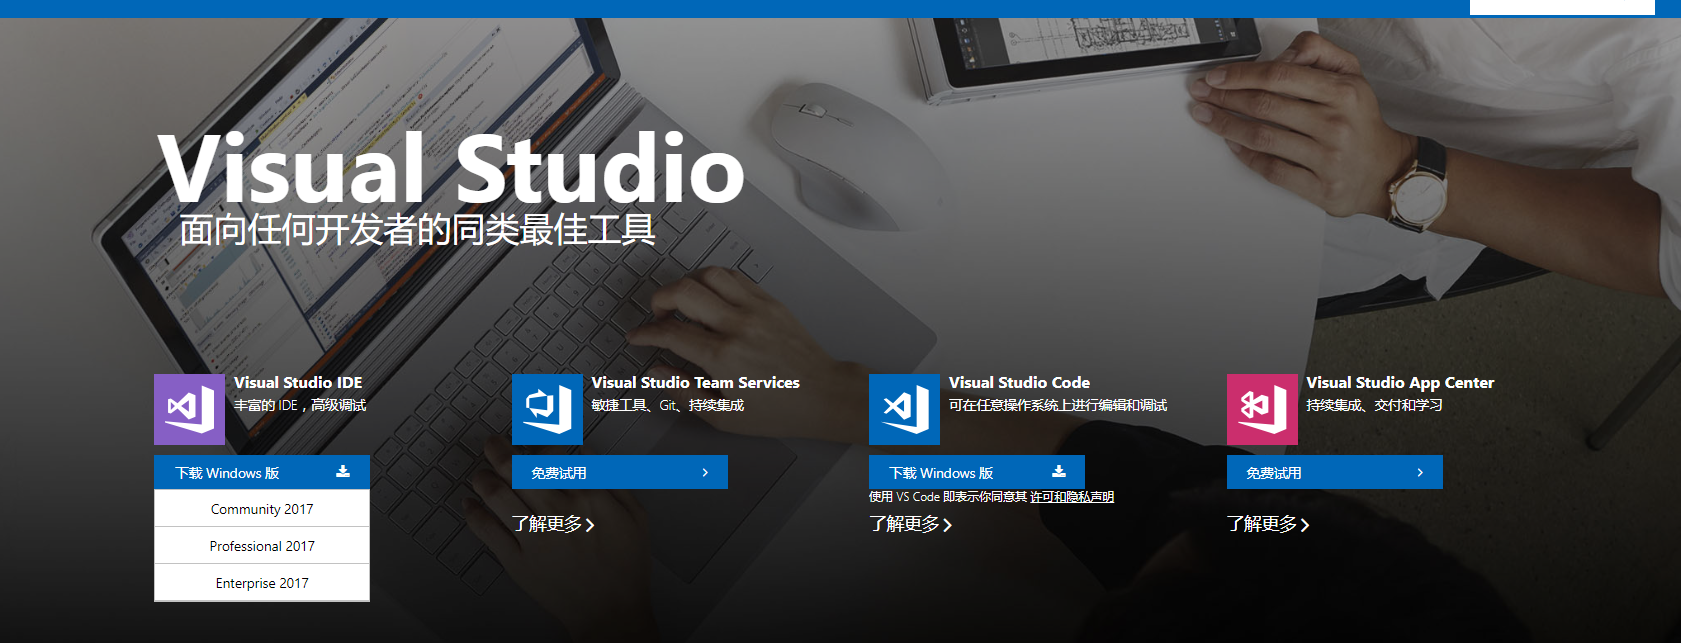 Visual Studio
面向任何开发者的同类最佳工具
Visual Studio IDE
丰富的 IDE，高级调试
下载 Windows 版
Community 2017
Professional 2017
Enterprise 2017
Visual Studio Team Services
敏捷工具、Git、持续集成
免费试用
了解更多
Visual Studio Code
可在任意操作系统上进行编辑和调试
下载 Windows 版
使用 VS Code 即表示你同意其 许可和隐私声明
了解更多
Visual Studio App Center
持续集成、交付和学习
免费试用
了解更多